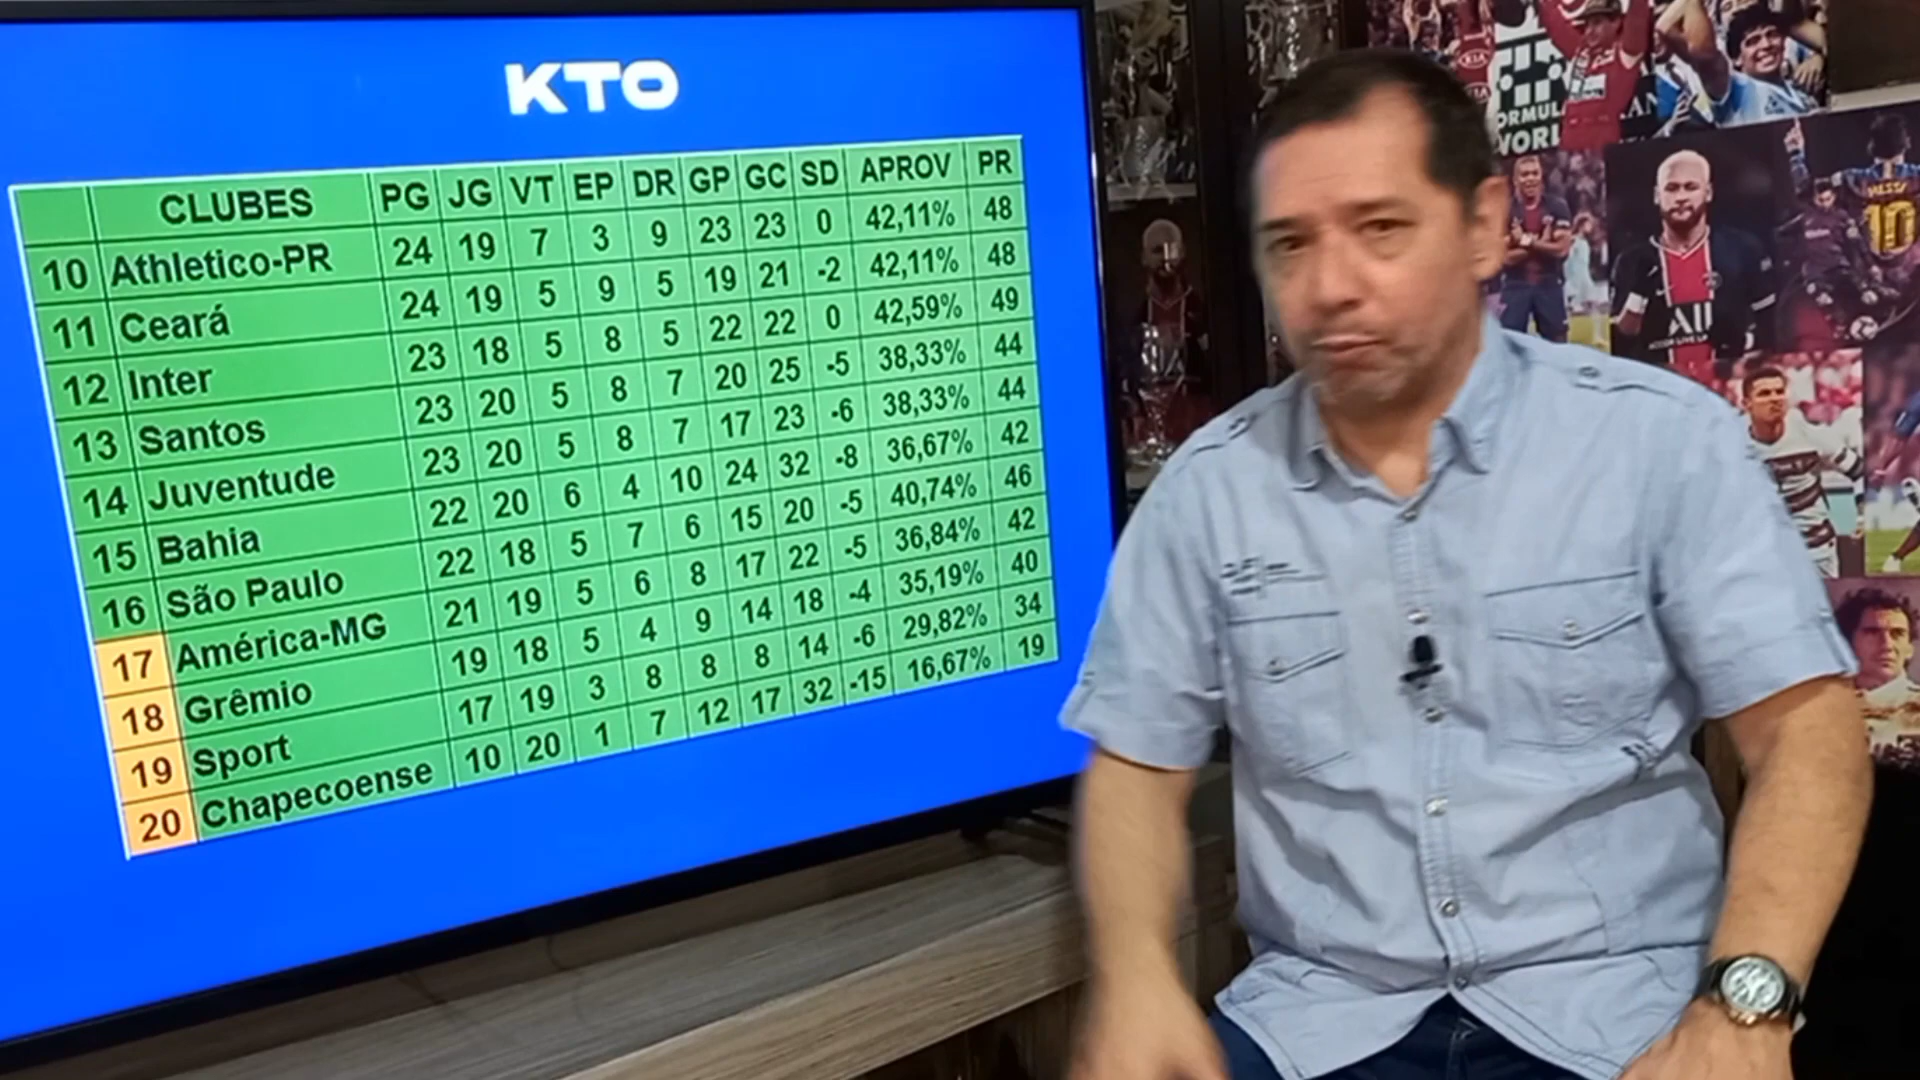 KTO
CLUBES PG JG VT EP DR GP GC SD APROV PR
10 Athletico-PR 24 19 7 3 9 23 23 0 42,11% 48
11 Ceará 24 19 5 9 5 19 21 -2 42,11% 48
12 Inter 23 18 5 8 5 22 22 0 42,59% 49
13 Santos 23 20 5 8 7 20 25 -5 38,33% 44
14 Juventude 23 20 5 8 7 17 23 -6 38,33% 44
15 Bahia 22 20 6 4 10 24 32 -8 36,67% 42
16 São Paulo 22 18 5 7 6 15 20 -5 40,74% 46
17 América-MG 21 19 5 6 8 17 22 -5 36,84% 42
18 Grêmio 19 18 5 4 9 14 18 -4 35,19% 40
19 Sport 17 19 3 8 8 8 14 -6 29,82% 34
20 Chapecoense 10 20 1 7 12 17 32 -15 16,67% 19
KIA
KIA
WORL
MESSI
10